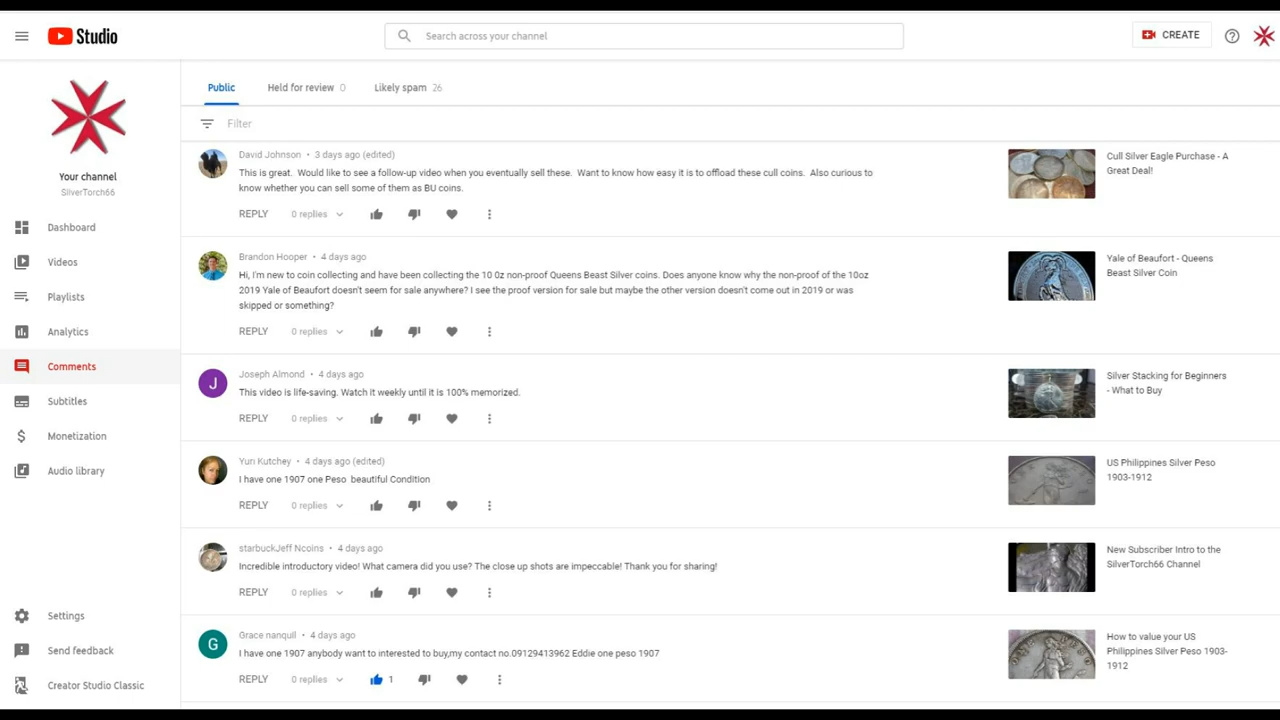 Studio
Search across your channel
CREATE
Your channel
SilverTorch66
Dashboard
Videos
Playlists
Analytics
Comments
Subtitles
Monetization
Audio library
Settings
Send feedback
Creator Studio Classic
Public
Held for review 0
Likely spam 26
Filter
David Johnson • 3 days ago (edited)
This is great. Would like to see a follow-up video when you eventually sell these. Want to know how easy it is to offload these cull coins. Also curious to
know whether you can sell some of them as BU coins.
REPLY 0 replies
Cull Silver Eagle Purchase - A
Great Deal!
Brandon Hooper • 4 days ago
Hi, I'm new to coin collecting and have been collecting the 10 0z non-proof Queens Beast Silver coins. Does anyone know why the non-proof of the 10oz
2019 Yale of Beaufort doesn't seem for sale anywhere? I see the proof version for sale but maybe the other version doesn't come out in 2019 or was
skipped or something?
REPLY 0 replies
Yale of Beaufort - Queens
Beast Silver Coin
J
Joseph Almond • 4 days ago
This video is life-saving. Watch it weekly until it is 100% memorized.
REPLY 0 replies
Silver Stacking for Beginners
- What to Buy
Yuri Kutchey • 4 days ago (edited)
I have one 1907 one Peso beautiful Condition
REPLY 0 replies
US Philippines Silver Peso
1903-1912
starbuckJeff Ncoins • 4 days ago
Incredible introductory video! What camera did you use? The close up shots are impeccable! Thank you for sharing!
REPLY 0 replies
New Subscriber Intro to the
SilverTorch66 Channel
G
Grace nanquil • 4 days ago
I have one 1907 anybody want to interested to buy,my contact no.09129413962 Eddie one peso 1907
REPLY 0 replies 1
How to value your US
Philippines Silver Peso 1903-
1912